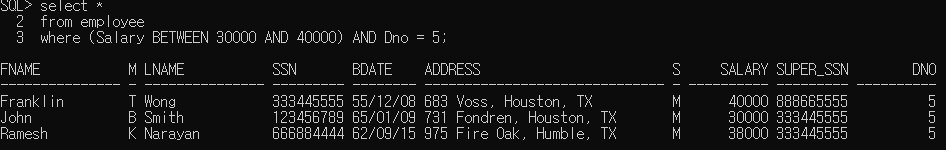 SQL> select *
  2  from employee
  3  where (Salary BETWEEN 30000 AND 40000) AND Dno = 5;
FNAME           M LNAME           SSN       BDATE    ADDRESS                        S     SALARY SUPER_SSN        DNO
--------------- - --------------- --------- -------- ------------------------------ - ---------- --------- ----------
Franklin        T Wong            333445555 55/12/08 683 Voss, Houston, TX          M      40000 888665555          5
John            B Smith           123456789 65/01/09 731 Fondren, Houston, TX       M      30000 333445555          5
Ramesh          K Narayan         666884444 62/09/15 975 Fire Oak, Humble, TX       M      38000 333445555          5